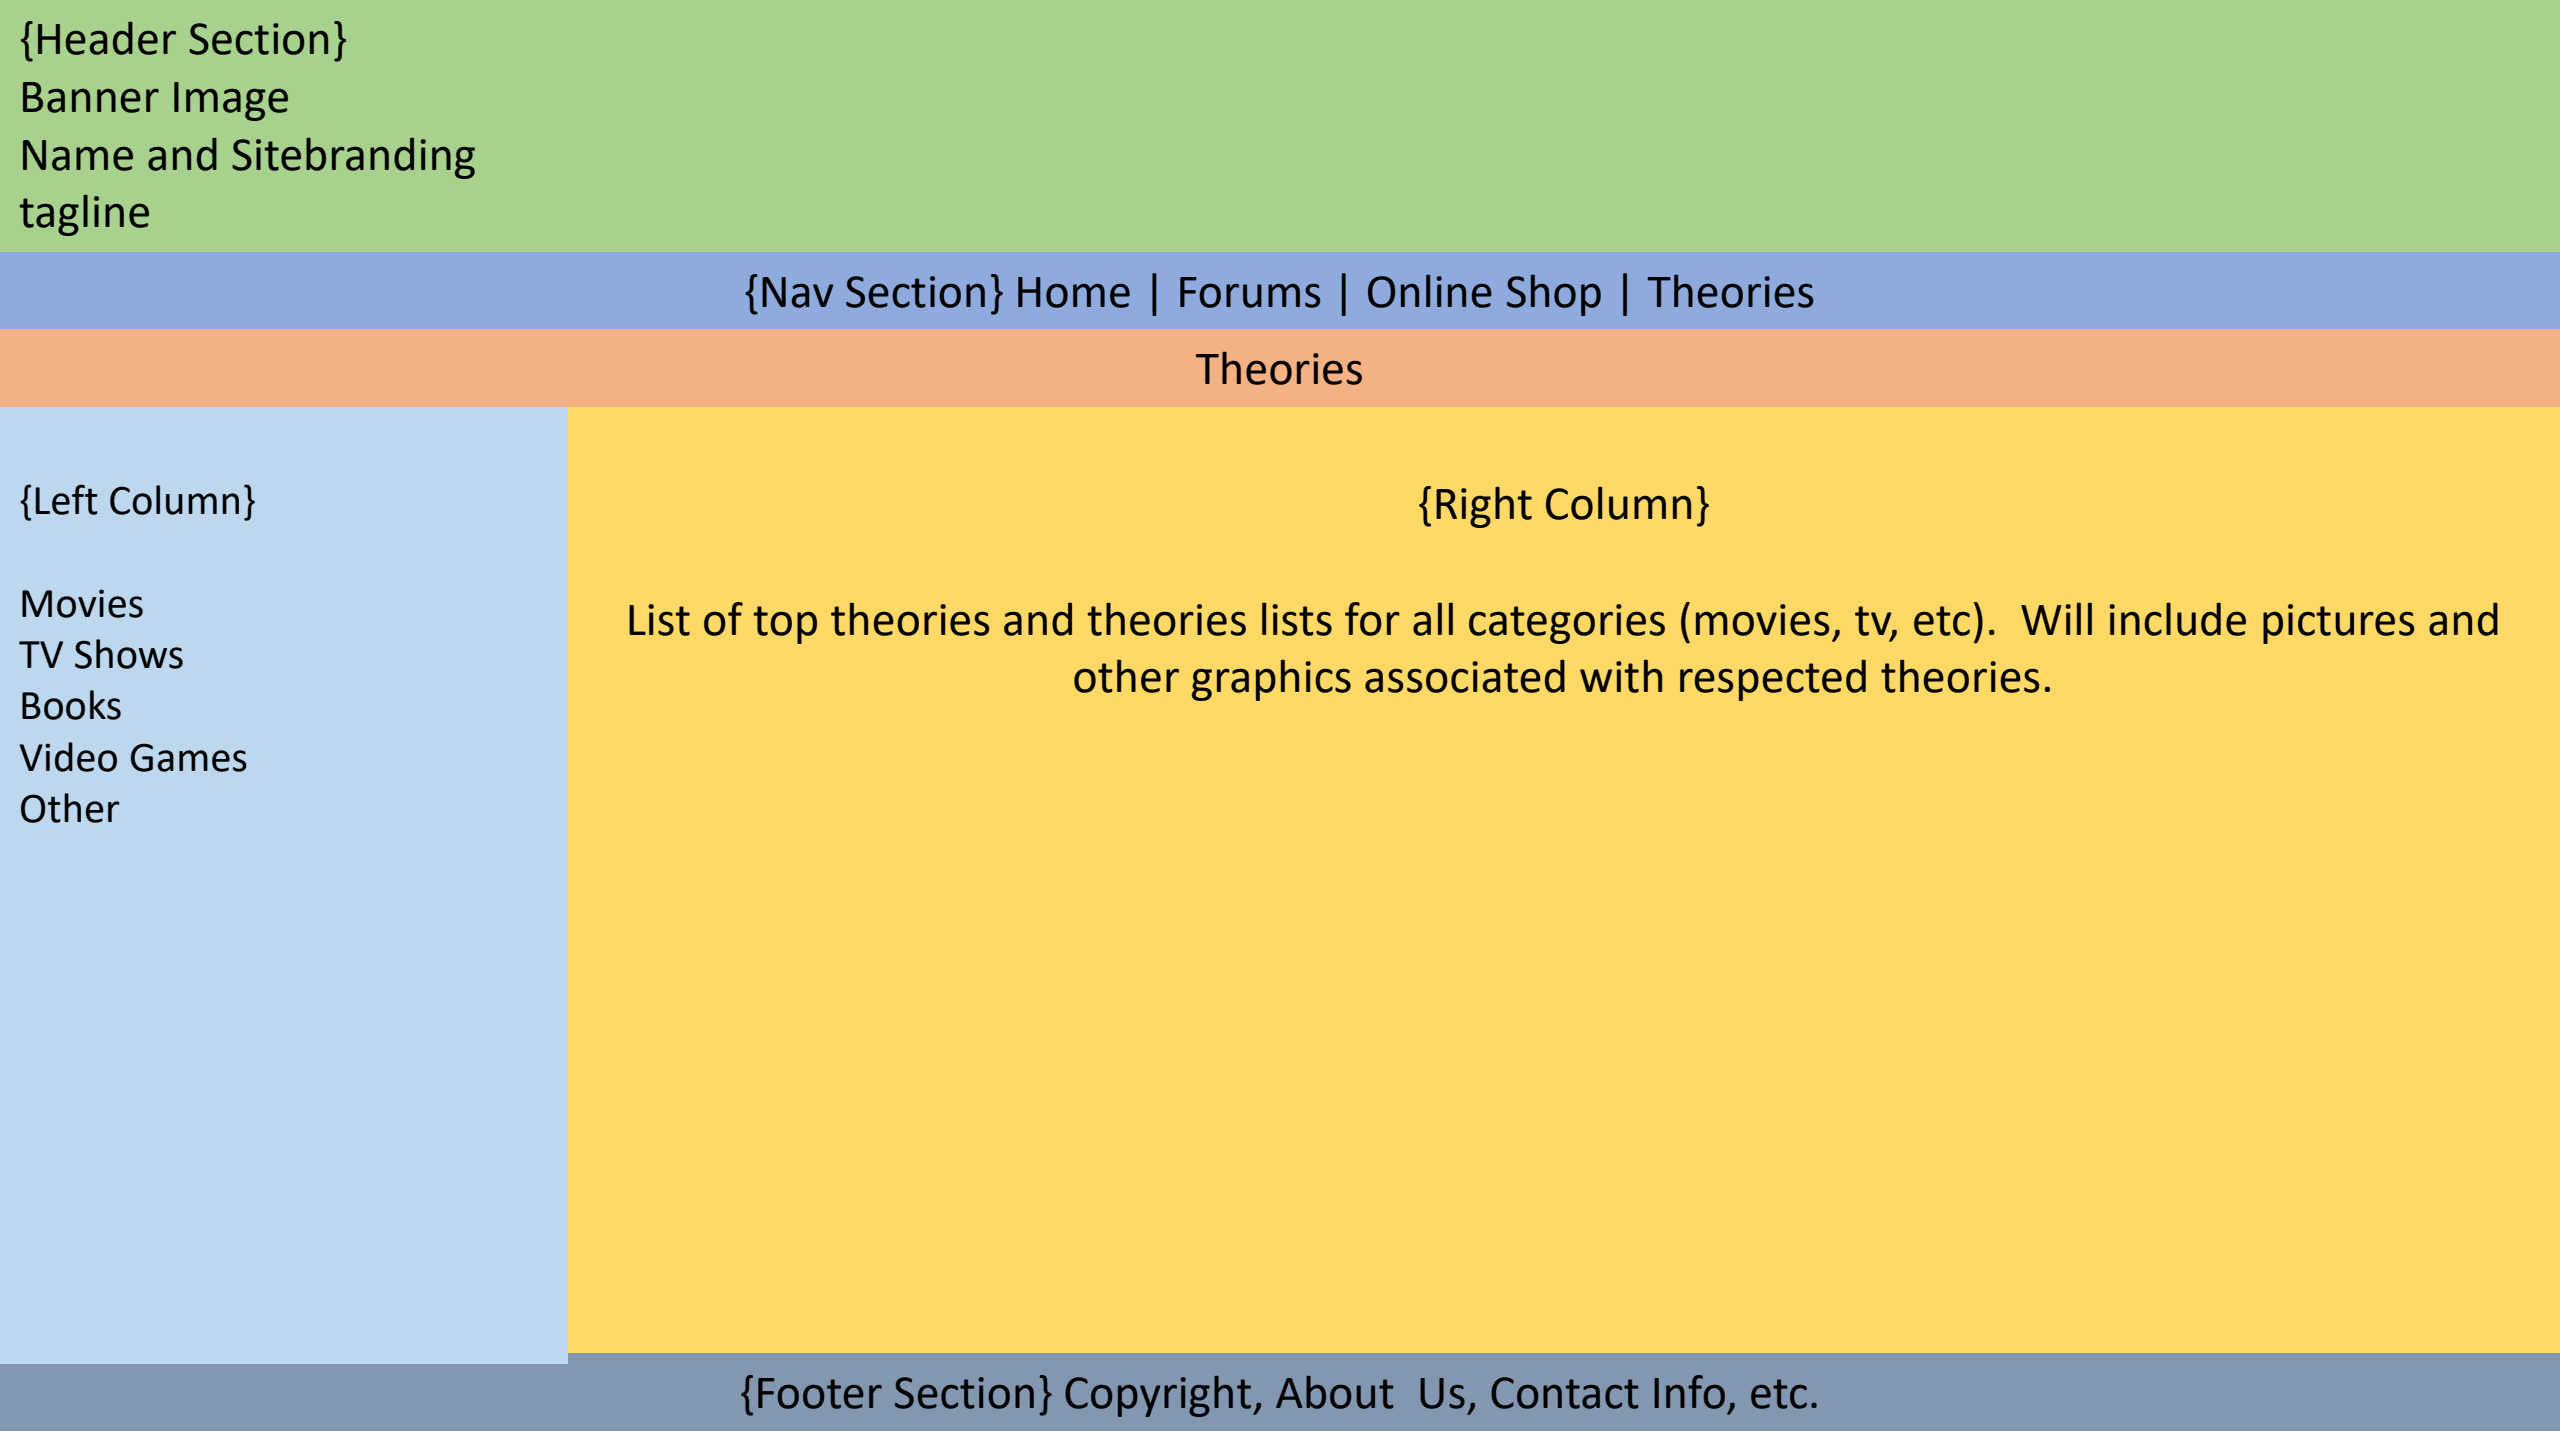 {Header Section}
Banner Image
Name and Sitebranding
tagline
{Nav Section} Home | Forums | Online Shop | Theories
Theories
{Left Column}
Movies
TV Shows
Books
Video Games
Other
{Right Column}
List of top theories and theories lists for all categories (movies, tv, etc).  Will include pictures and
other graphics associated with respected theories.
{Footer Section} Copyright, About  Us, Contact Info, etc.